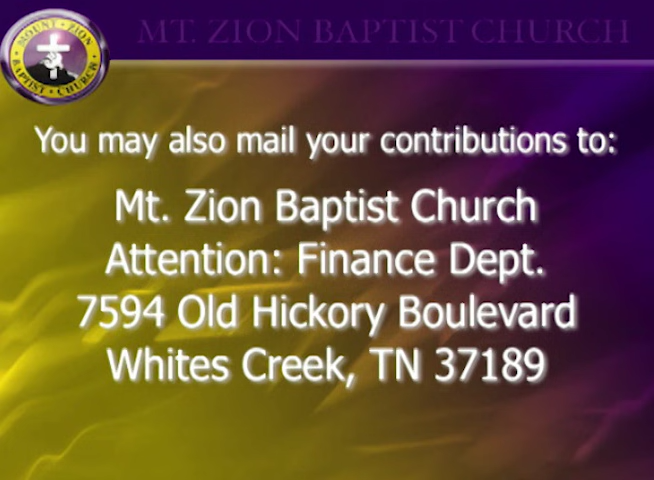 MOUNT ZION
BAPTIST CHURCH
MT. ZION BAPTIST CHURCH
You may also mail your contributions to:
Mt. Zion Baptist Church
Attention: Finance Dept.
7594 Old Hickory Boulevard
Whites Creek, TN 37189